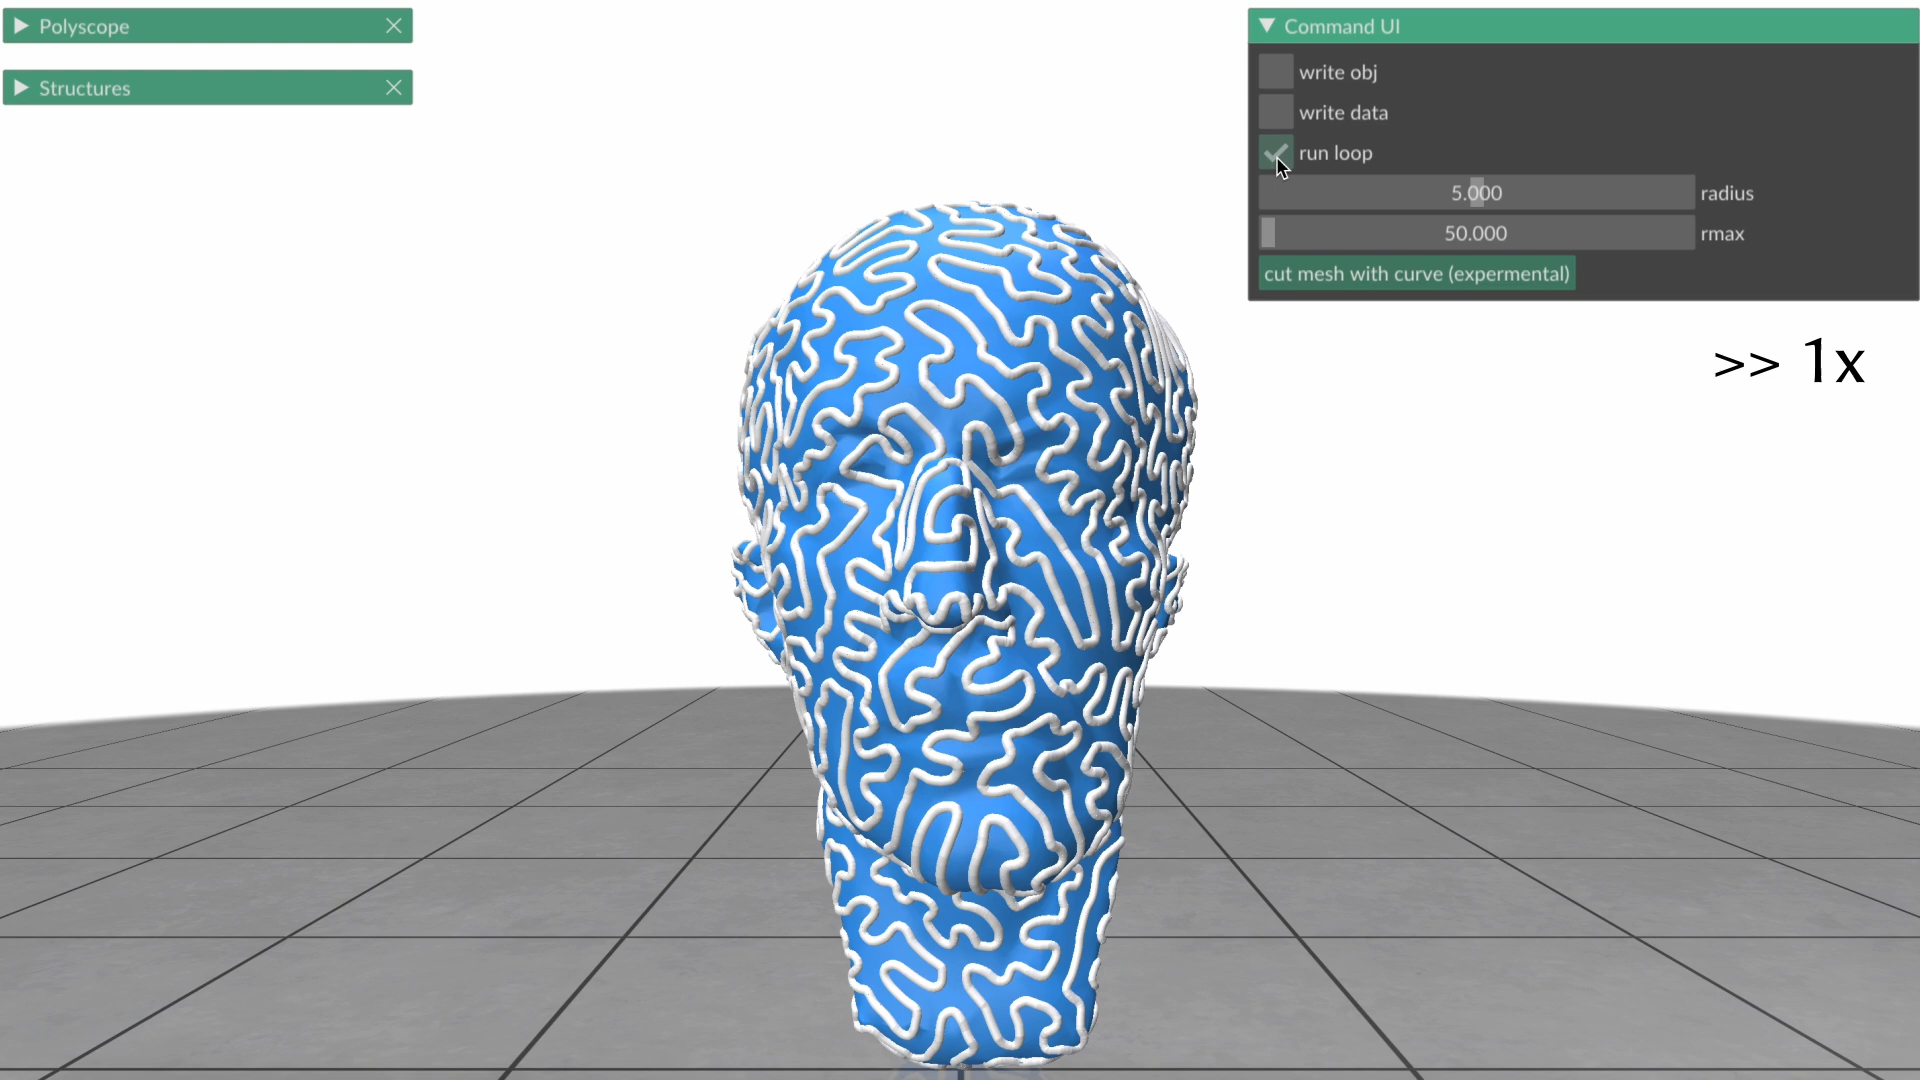 Polyscope
Structures
Command UI
write obj
write data
run loop
5.000 radius
50.000 rmax
cut mesh with curve (expermental)
>> 1x